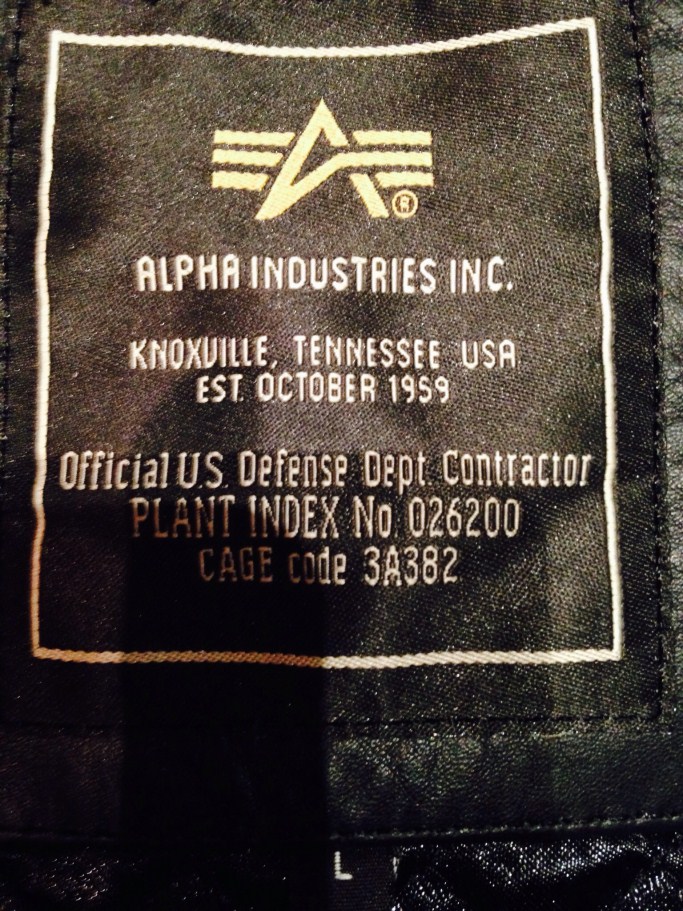 ®
ALPHA INDUSTRIES INC.
KNOXVILLE, TENNESSEE USA
EST. OCTOBER 1959
Official U.S. Defense Dept. Contractor
PLANT INDEX No. 026200
CAGE code 3A382
L